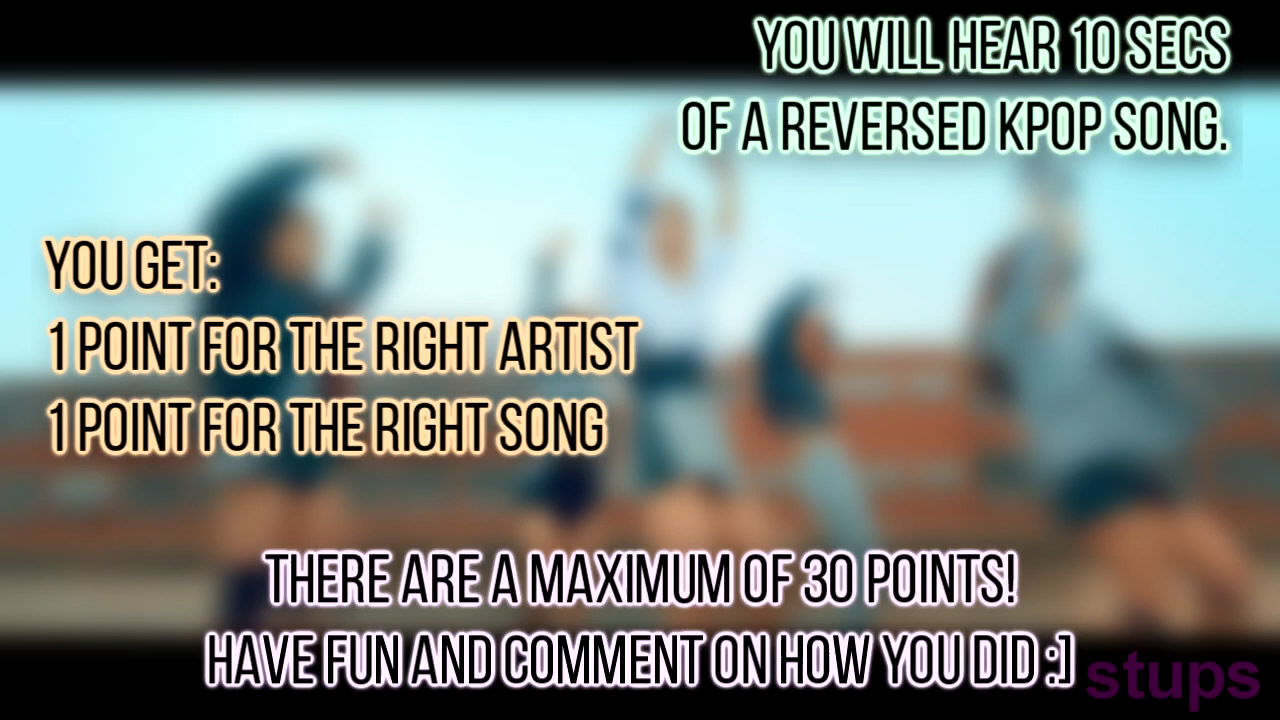 YOU WILL HEAR 10 SECS
OF A REVERSED KPOP SONG.
YOU GET:
1 POINT FOR THE RIGHT ARTIST
1 POINT FOR THE RIGHT SONG
THERE ARE A MAXIMUM OF 30 POINTS!
HAVE FUN AND COMMENT ON HOW YOU DID :]
stups